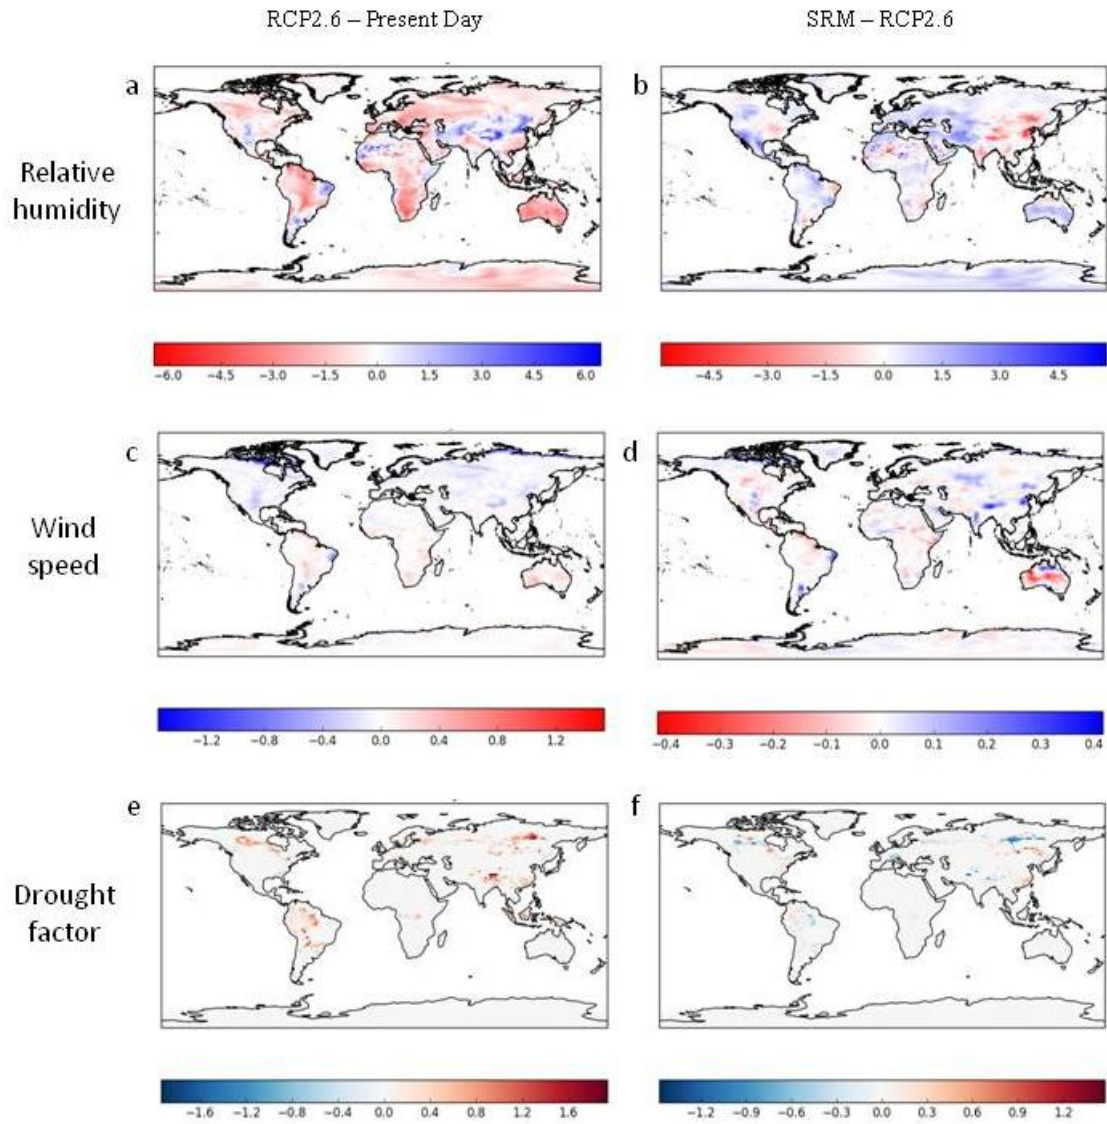 RCP2.6 – Present Day
SRM – RCP2.6
a
b
Relative
humidity
−6.0 −4.5 −3.0 −1.5 0.0 1.5 3.0 4.5 6.0
−4.5 −3.0 −1.5 0.0 1.5 3.0 4.5
c
d
Wind
speed
−1.2 −0.8 −0.4 0.0 0.4 0.8 1.2
−0.4 −0.3 −0.2 −0.1 0.0 0.1 0.2 0.3 0.4
e
f
Drought
factor
−1.6 −1.2 −0.8 −0.4 0.0 0.4 0.8 1.2 1.6
−1.2 −0.9 −0.6 −0.3 0.0 0.3 0.6 0.9 1.2